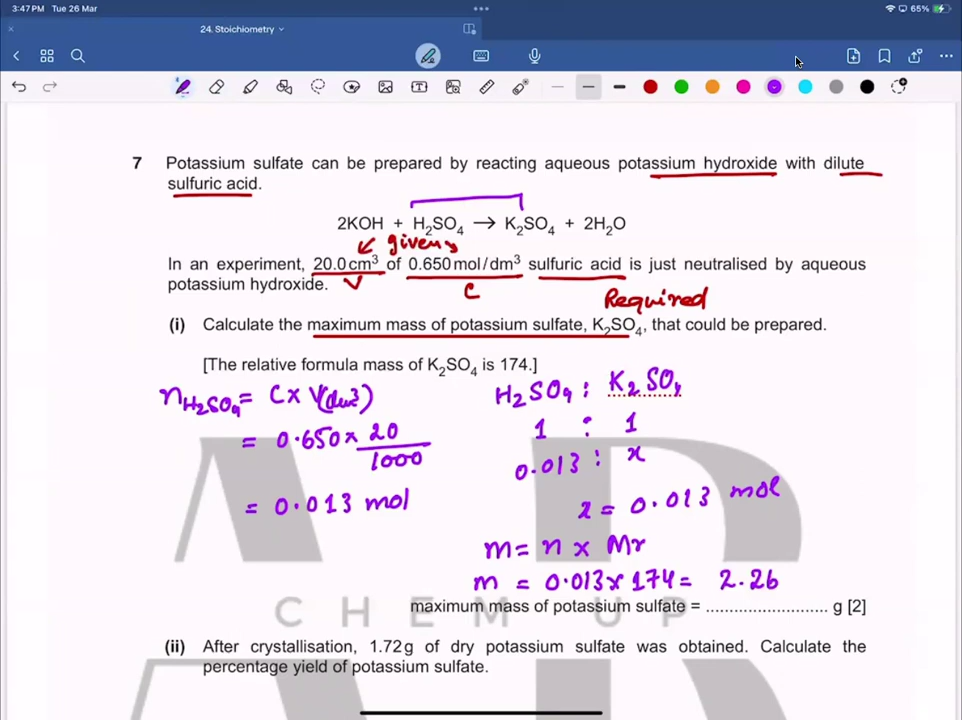 3:47 PM Tue 26 Mar
65%
24. Stoichiometry
7 Potassium sulfate can be prepared by reacting aqueous potassium hydroxide with dilute
sulfuric acid.
2KOH + H₂SO₄ → K₂SO₄ + 2H₂O
given
In an experiment, 20.0 cm³ of 0.650 mol/dm³ sulfuric acid is just neutralised by aqueous
potassium hydroxide.
V
C
Required
(i) Calculate the maximum mass of potassium sulfate, K₂SO₄, that could be prepared.
[The relative formula mass of K₂SO₄ is 174.]
nH₂SO₄ = C x V(dm³)
= 0.650 x 20/1000
= 0.013 mol
H₂SO₄ : K₂SO₄
1 : 1
0.013 : x
x = 0.013 mol
m = n x Mr
m = 0.013 x 174 = 2.26
maximum mass of potassium sulfate = .......................... g [2]
(ii) After crystallisation, 1.72 g of dry potassium sulfate was obtained. Calculate the
percentage yield of potassium sulfate.
CHEM UP